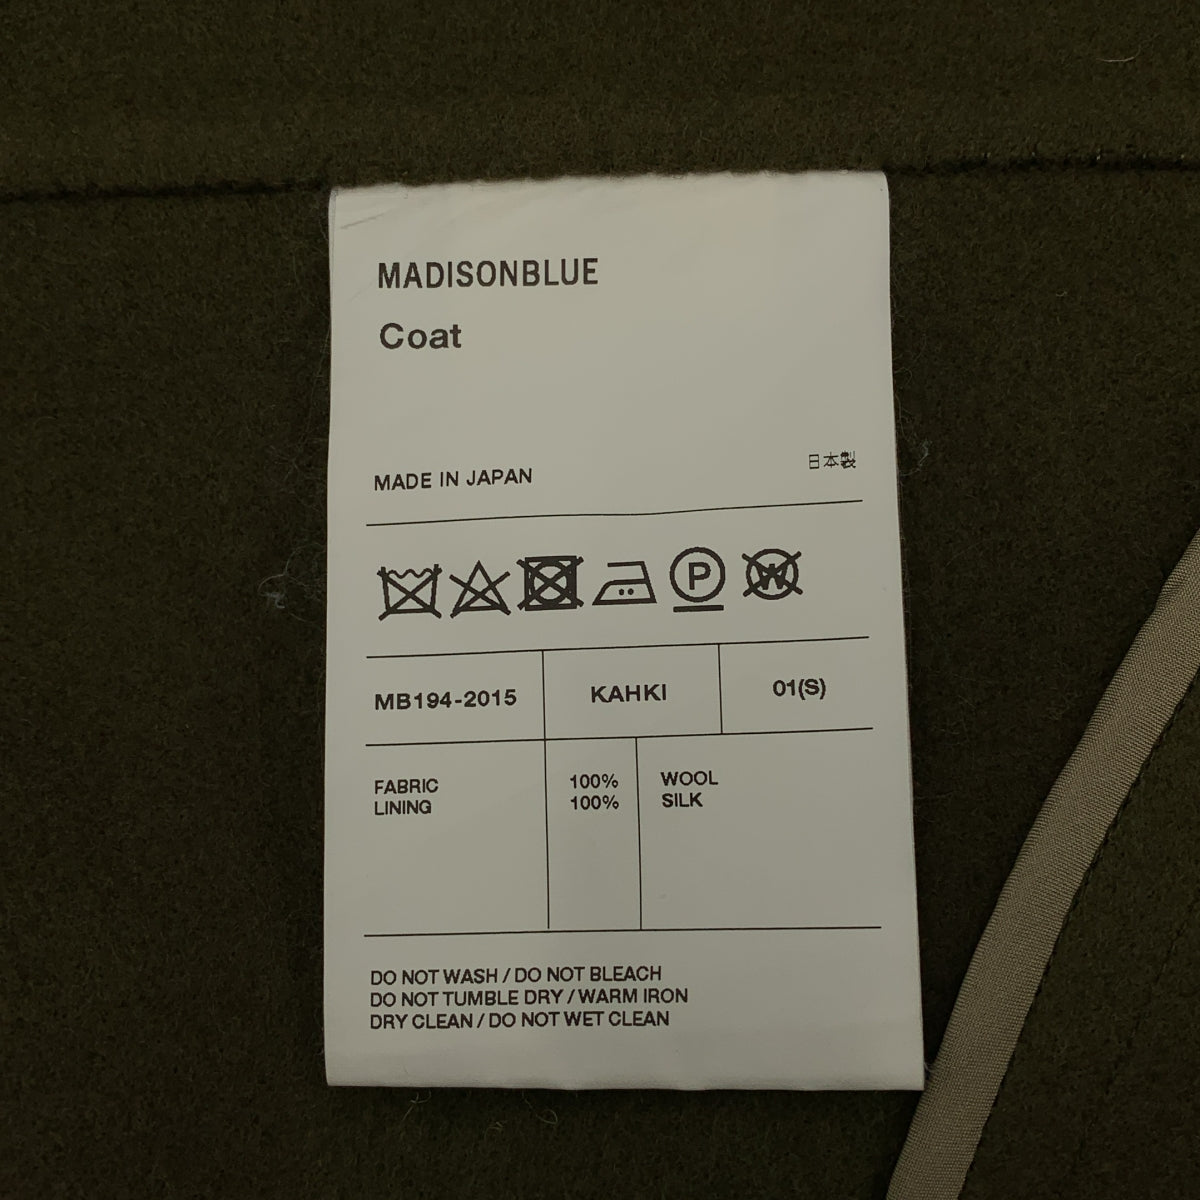 MADISONBLUE
Coat
MADE IN JAPAN 日本製
P W
MB194-2015 KAHKI 01(S)
FABRIC 100% WOOL
LINING 100% SILK
DO NOT WASH / DO NOT BLEACH
DO NOT TUMBLE DRY / WARM IRON
DRY CLEAN / DO NOT WET CLEAN